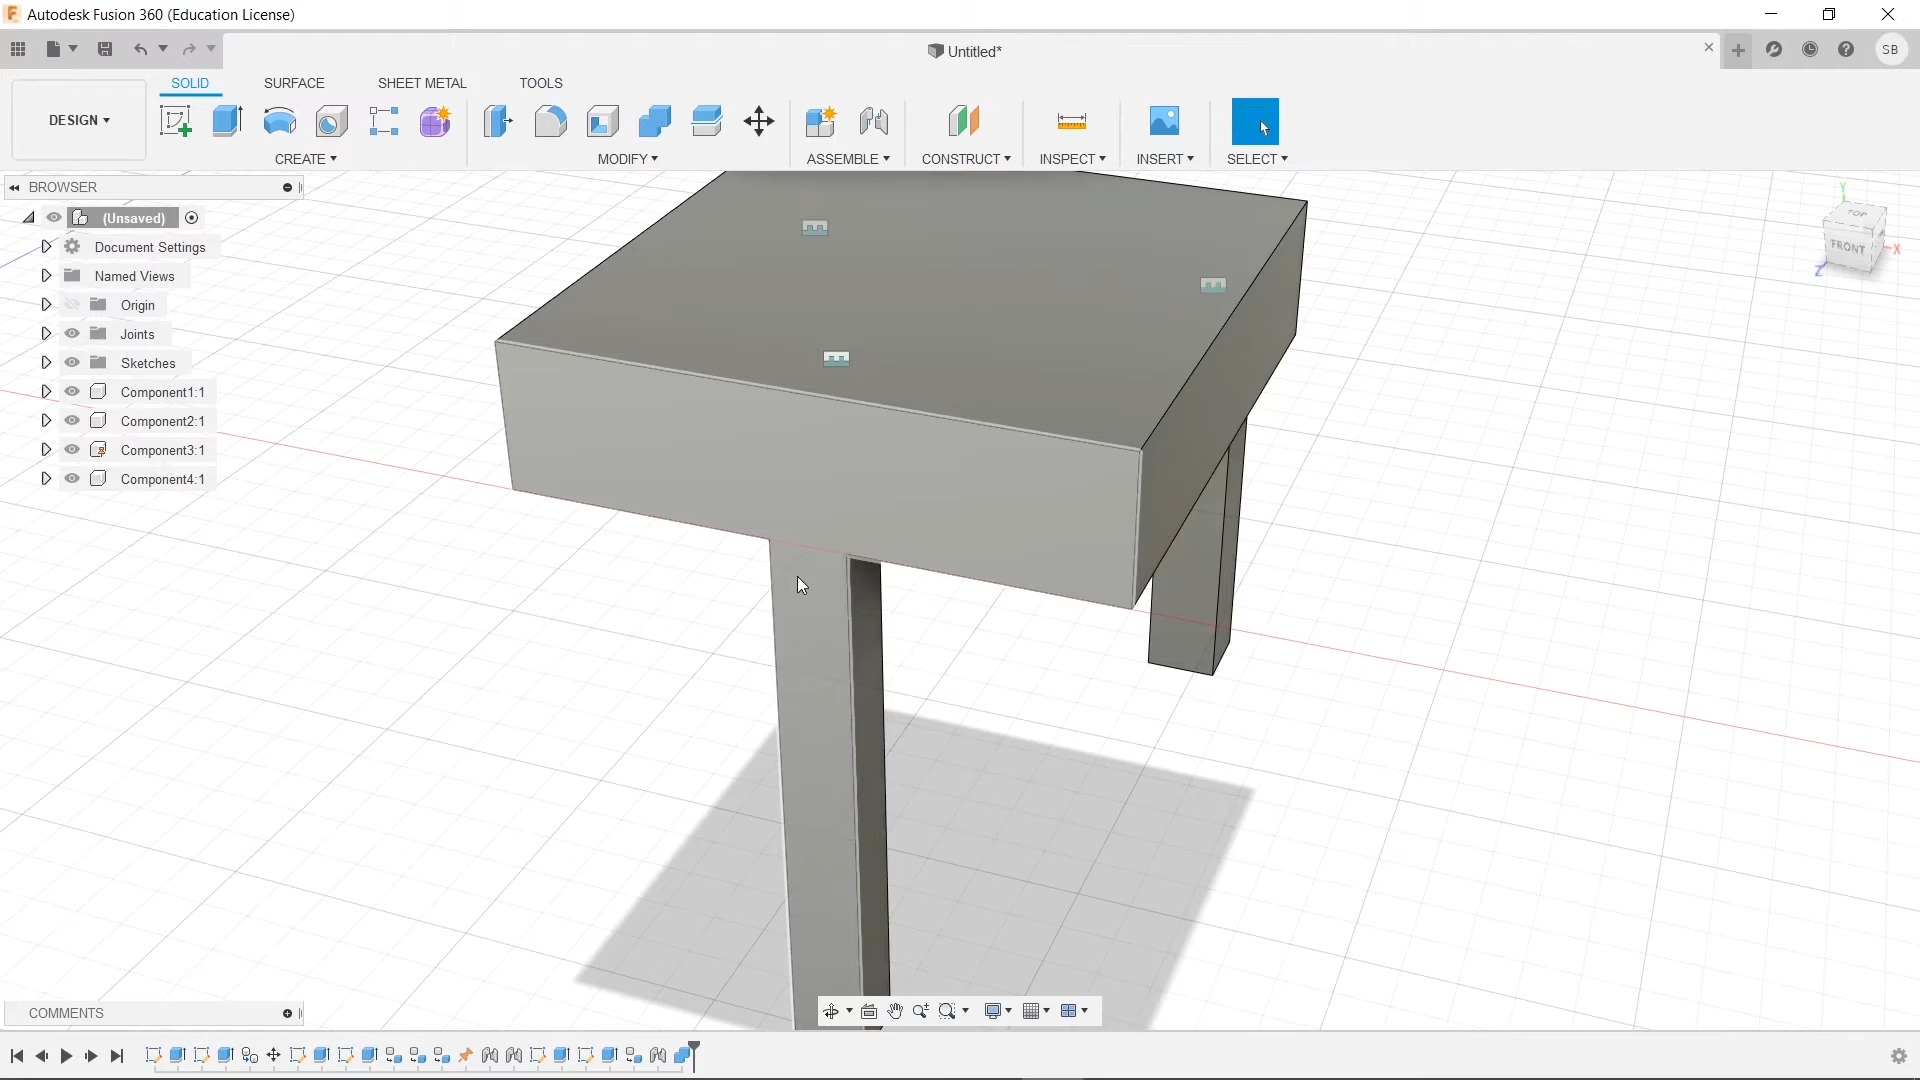 Autodesk Fusion 360 (Education License)
Untitled*
SB
DESIGN
SOLID SURFACE SHEET METAL TOOLS
CREATE MODIFY ASSEMBLE CONSTRUCT INSPECT INSERT SELECT
BROWSER
(Unsaved)
Document Settings
Named Views
Origin
Joints
Sketches
Component1:1
Component2:1
Component3:1
Component4:1
Y
TOP
FRONT
X
Z
COMMENTS